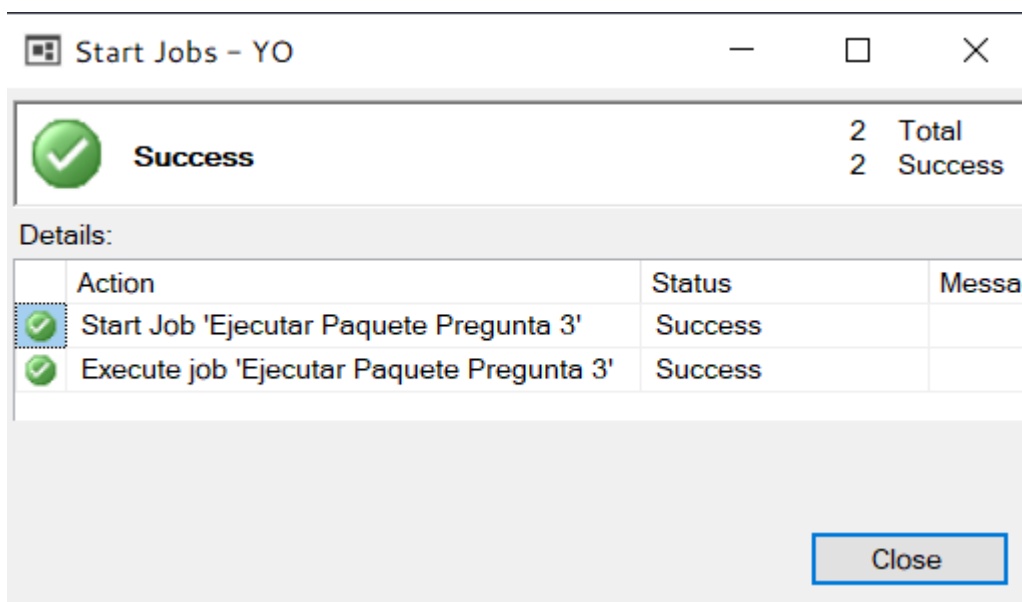 Start Jobs - YO
Success
2 Total
2 Success
Details:
Action Status Messa
Start Job 'Ejecutar Paquete Pregunta 3' Success
Execute job 'Ejecutar Paquete Pregunta 3' Success
Close